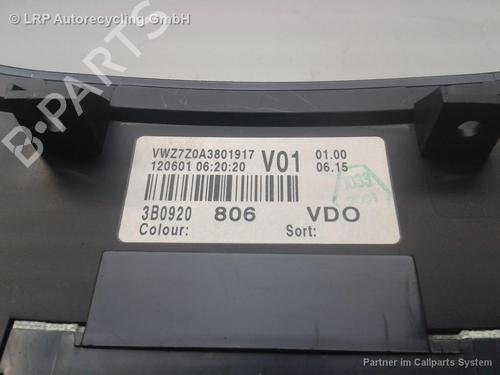 LRP Autorecycling GmbH
B-PARTS
VWZ7Z0A3801917 V01 01.00
120601 06:20:20 06.15
3B0920 806 VDO
Colour: Sort:
Partner im Callparts System